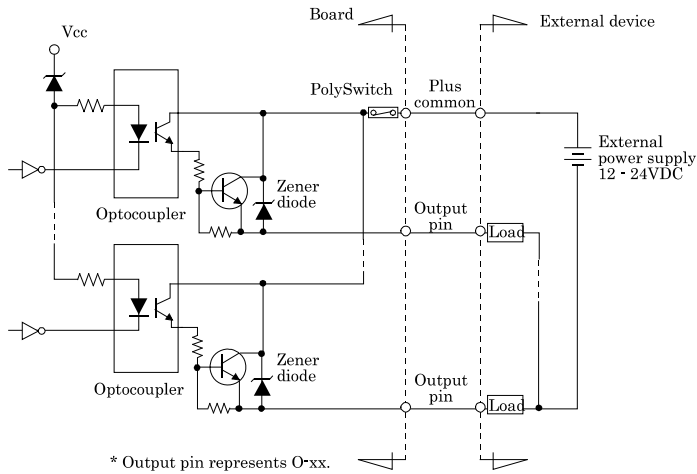 Board
External device
Vcc
PolySwitch
Plus
common
External
power supply
12 - 24VDC
Zener
diode
Optocoupler
Output
pin
Load
Zener
diode
Optocoupler
Output
pin
Load
* Output pin represents O-xx.